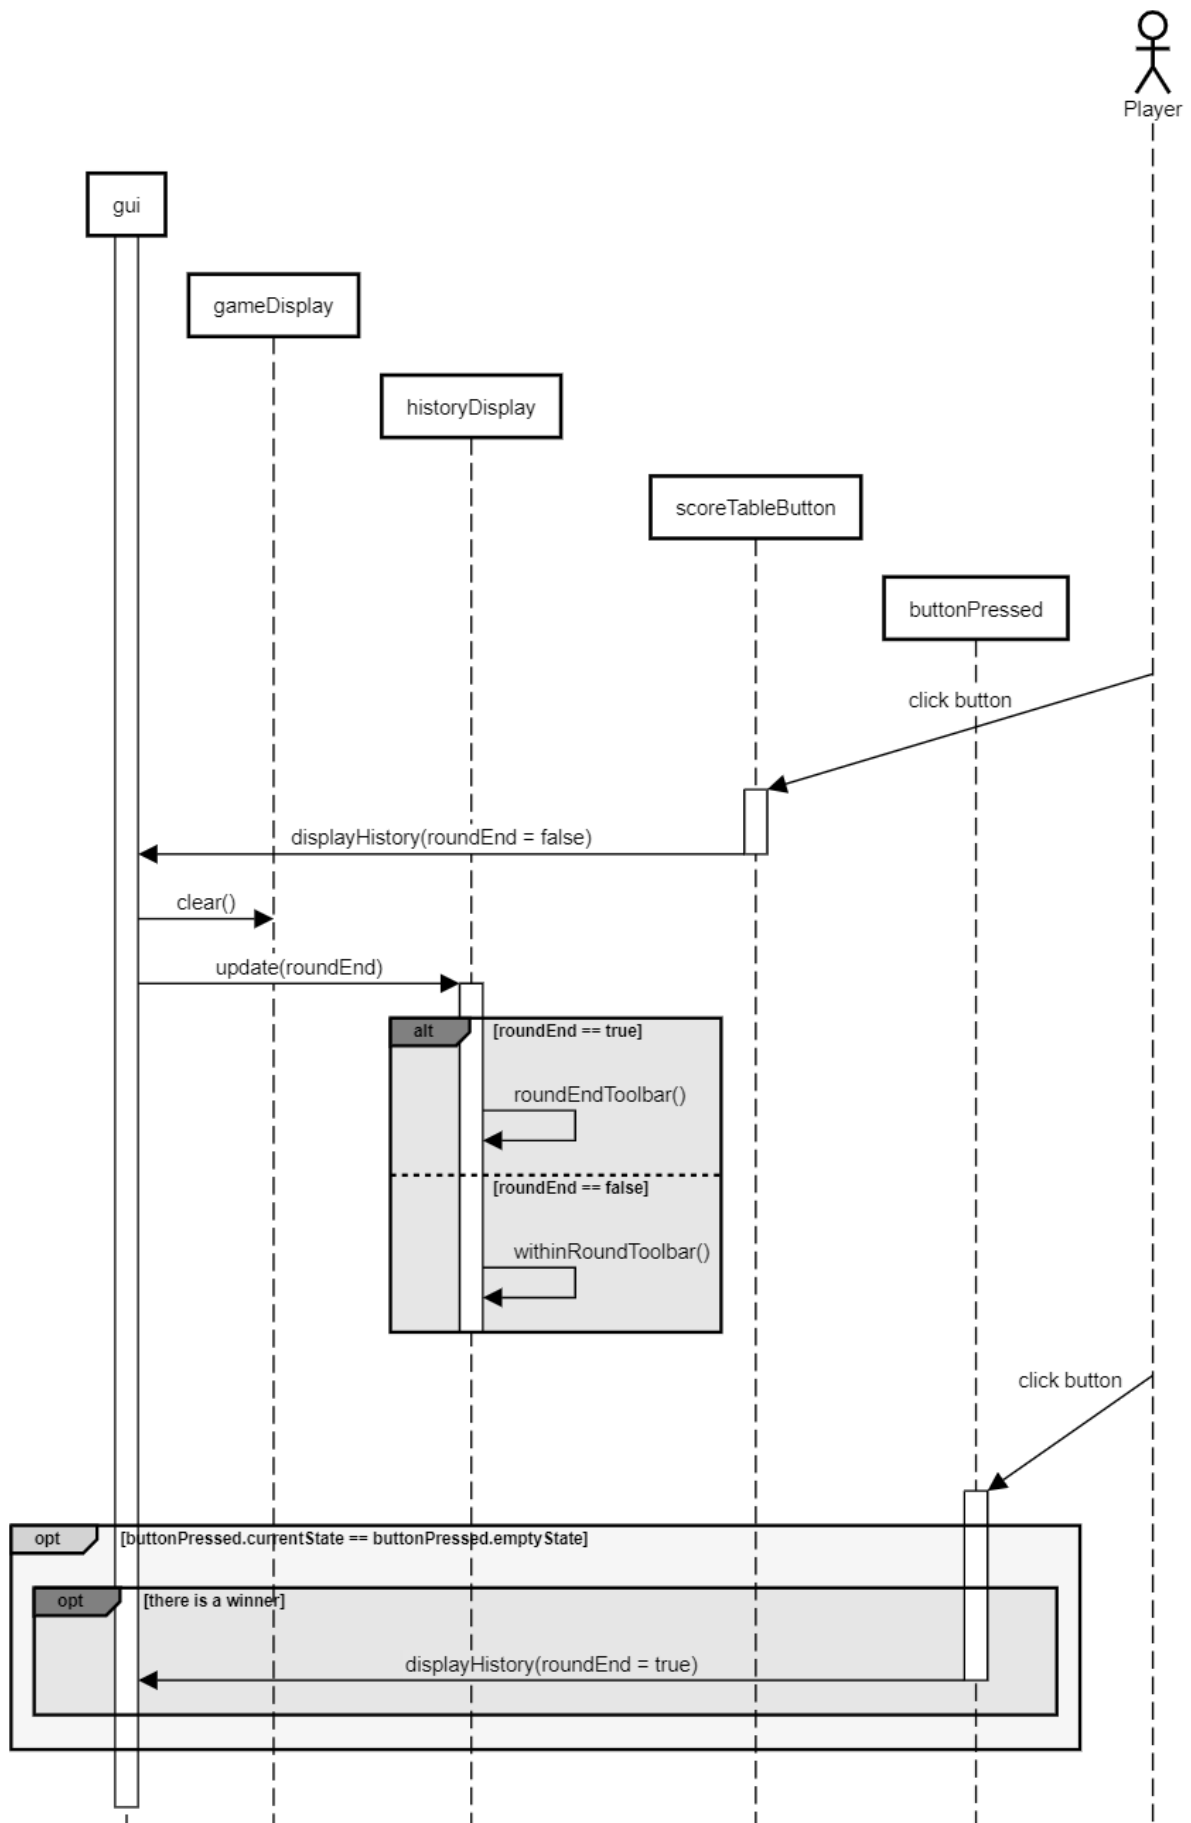 Player
gui
gameDisplay
historyDisplay
scoreTableButton
buttonPressed
click button
displayHistory(roundEnd = false)
clear()
update(roundEnd)
alt
[roundEnd == true]
roundEndToolbar()
[roundEnd == false]
withinRoundToolbar()
click button
opt
[buttonPressed.currentState == buttonPressed.emptyState]
opt
[there is a winner]
displayHistory(roundEnd = true)